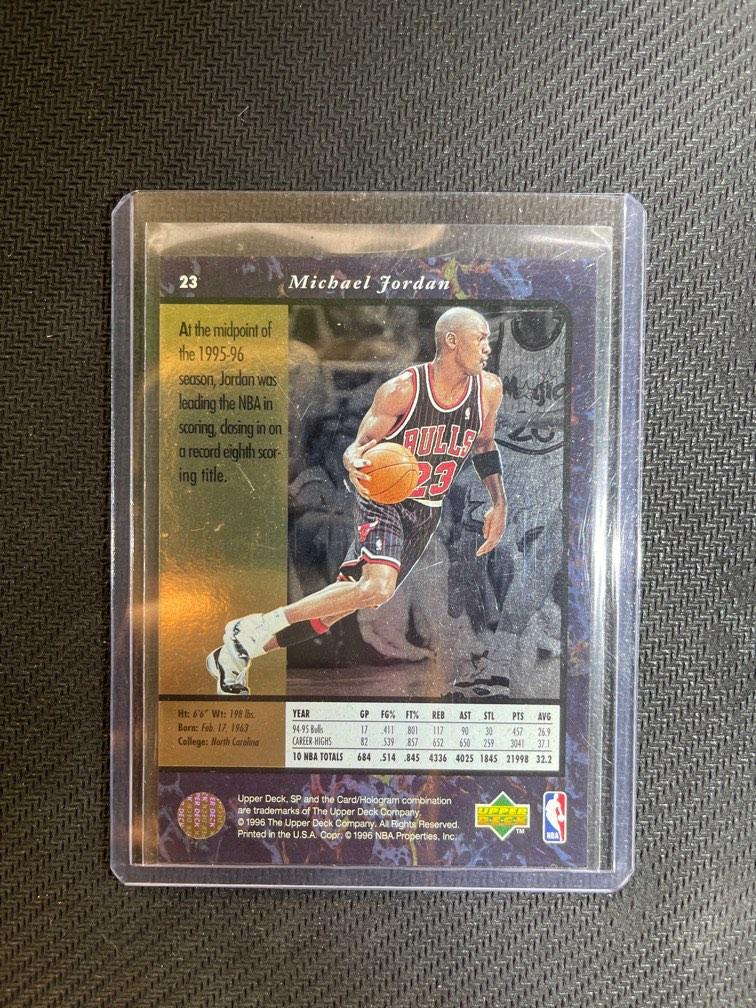 23 Michael Jordan
At the midpoint of
the 1995-96
season, Jordan was
leading the NBA in
scoring, closing in on
a record eighth scor-
ing title.
BULLS
23
Ht: 6'6" Wt: 198 lbs.
Born: Feb. 17, 1963
College: North Carolina
YEAR GP FG% FT% REB AST STL PTS AVG
94-95 Bulls 17 .411 .801 117 90 30 457 26.9
CAREER-HIGHS 82 .539 .857 652 650 259 3041 37.1
10 NBA TOTALS 684 .514 .845 4336 4025 1845 21998 32.2
Upper Deck, SP and the Card/Hologram combination
are trademarks of The Upper Deck Company.
© 1996 The Upper Deck Company. All Rights Reserved.
Printed in the U.S.A. Copr. © 1996 NBA Properties, Inc.
UPPER
DECK
TM
NBA